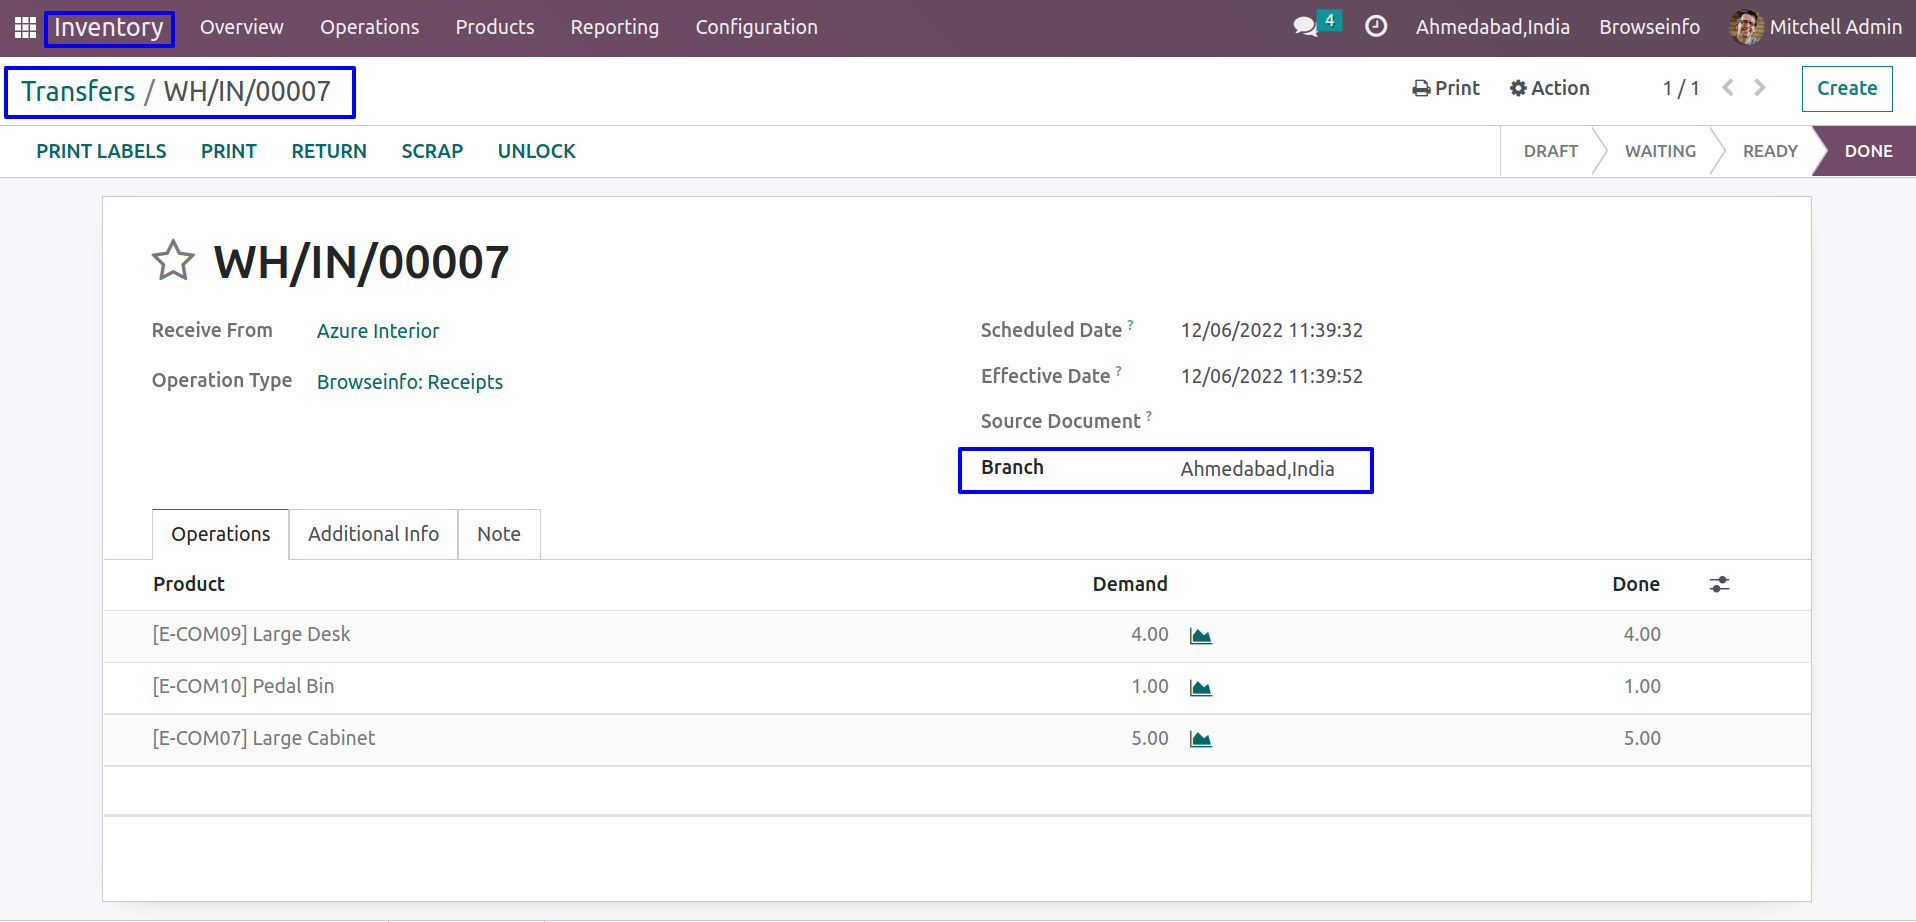 Inventory Overview Operations Products Reporting Configuration 4 Ahmedabad,India Browseinfo Mitchell Admin
Transfers / WH/IN/00007 Print Action 1 / 1 Create
PRINT LABELS PRINT RETURN SCRAP UNLOCK DRAFT WAITING READY DONE
WH/IN/00007
Receive From Azure Interior
Operation Type Browseinfo: Receipts
Scheduled Date ? 12/06/2022 11:39:32
Effective Date ? 12/06/2022 11:39:52
Source Document ?
Branch Ahmedabad,India
Operations Additional Info Note
Product Demand Done
[E-COM09] Large Desk 4.00 4.00
[E-COM10] Pedal Bin 1.00 1.00
[E-COM07] Large Cabinet 5.00 5.00